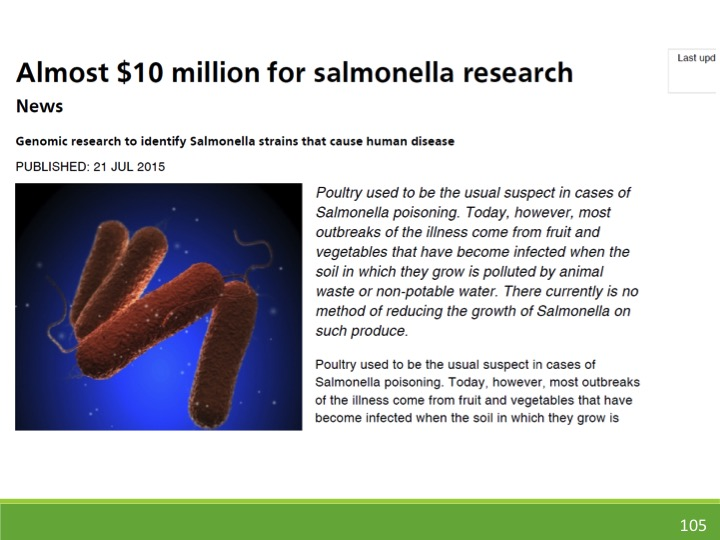 Almost $10 million for salmonella research
Last upd
News
Genomic research to identify Salmonella strains that cause human disease
PUBLISHED: 21 JUL 2015
Poultry used to be the usual suspect in cases of
Salmonella poisoning. Today, however, most
outbreaks of the illness come from fruit and
vegetables that have become infected when the
soil in which they grow is polluted by animal
waste or non-potable water. There currently is no
method of reducing the growth of Salmonella on
such produce.
Poultry used to be the usual suspect in cases of
Salmonella poisoning. Today, however, most outbreaks
of the illness come from fruit and vegetables that have
become infected when the soil in which they grow is
105